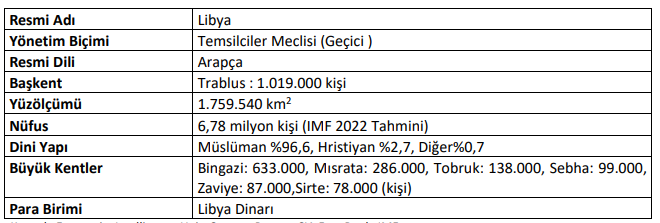 Resmi Adı Libya
Yönetim Biçimi Temsilciler Meclisi (Geçici )
Resmi Dili Arapça
Başkent Trablus : 1.019.000 kişi
Yüzölçümü 1.759.540 km²
Nüfus 6,78 milyon kişi (IMF 2022 Tahmini)
Dini Yapı Müslüman %96,6, Hristiyan %2,7, Diğer%0,7
Büyük Kentler Bingazi: 633.000, Mısrata: 286.000, Tobruk: 138.000, Sebha: 99.000,
Zaviye: 87.000,Sirte: 78.000 (kişi)
Para Birimi Libya Dinarı